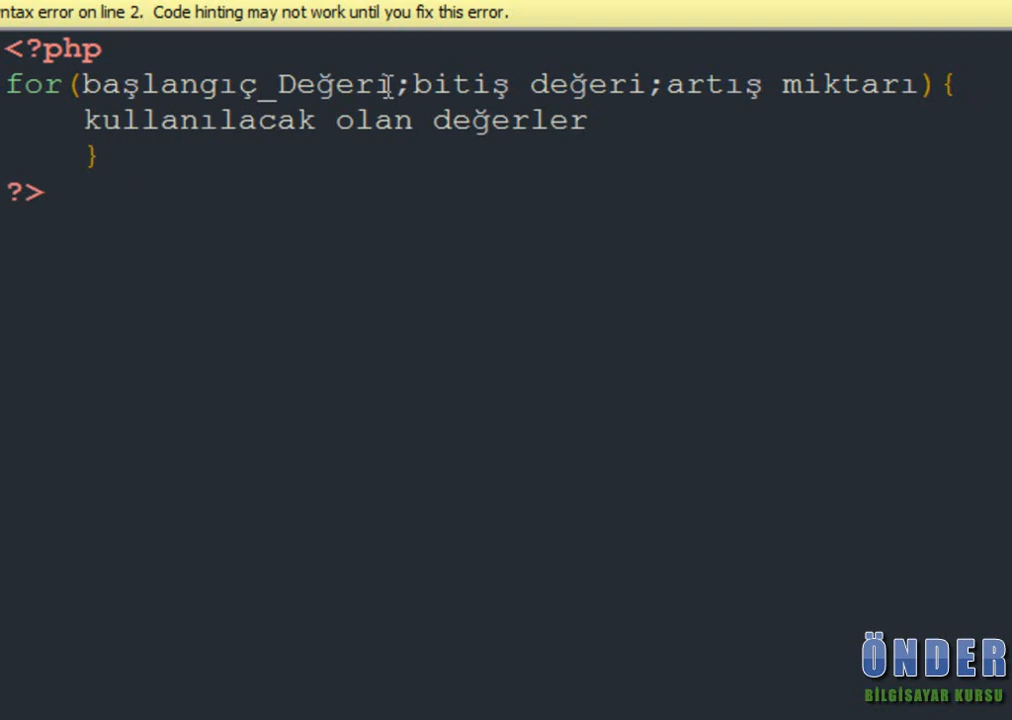 ntax error on line 2. Code hinting may not work until you fix this error.
<?php
for(başlangıç_Değeri;bitiş değeri;artış miktarı){
kullanılacak olan değerler
}
?>
ÖNDER
BİLGİSAYAR KURSU